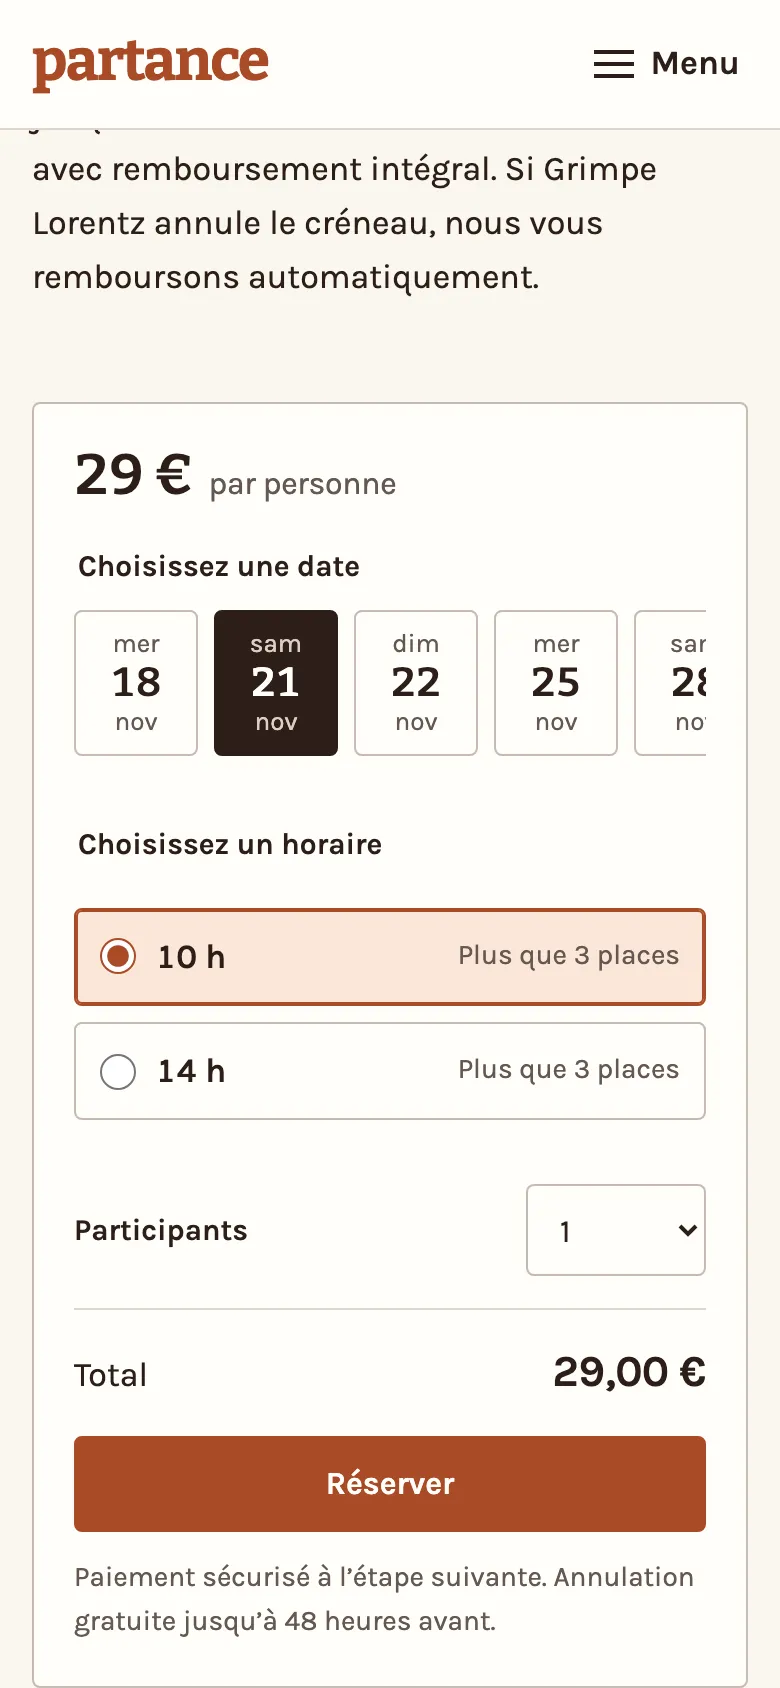 partance
Menu
avec remboursement intégral. Si Grimpe
Lorentz annule le créneau, nous vous
remboursons automatiquement.
29 € par personne
Choisissez une date
mer
18
nov
sam
21
nov
dim
22
nov
mer
25
nov
28
Choisissez un horaire
10 h Plus que 3 places
14 h Plus que 3 places
Participants 1
Total 29,00 €
Réserver
Paiement sécurisé à l’étape suivante. Annulation
gratuite jusqu’à 48 heures avant.